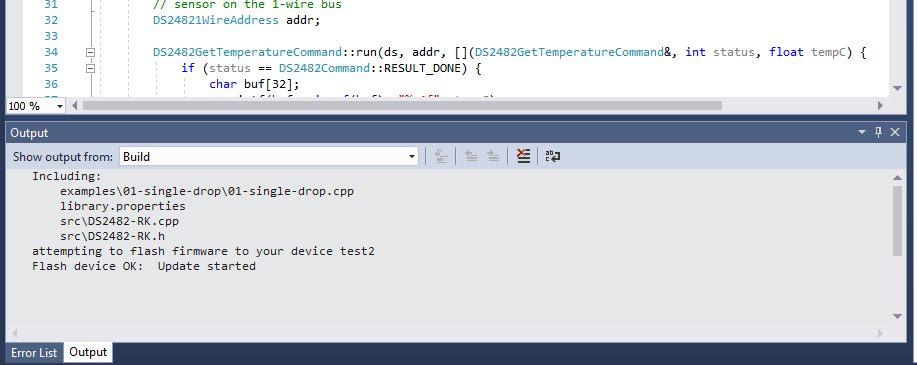 31 // sensor on the 1-wire bus
32 DS24821WireAddress addr;
33
34 DS2482GetTemperatureCommand::run(ds, addr, [](DS2482GetTemperatureCommand&, int status, float tempC) {
35 if (status == DS2482Command::RESULT_DONE) {
36 char buf[32];
100 %
Output
Show output from: Build
Including:
examples\01-single-drop\01-single-drop.cpp
library.properties
src\DS2482-RK.cpp
src\DS2482-RK.h
attempting to flash firmware to your device test2
Flash device OK:  Update started
Error List Output